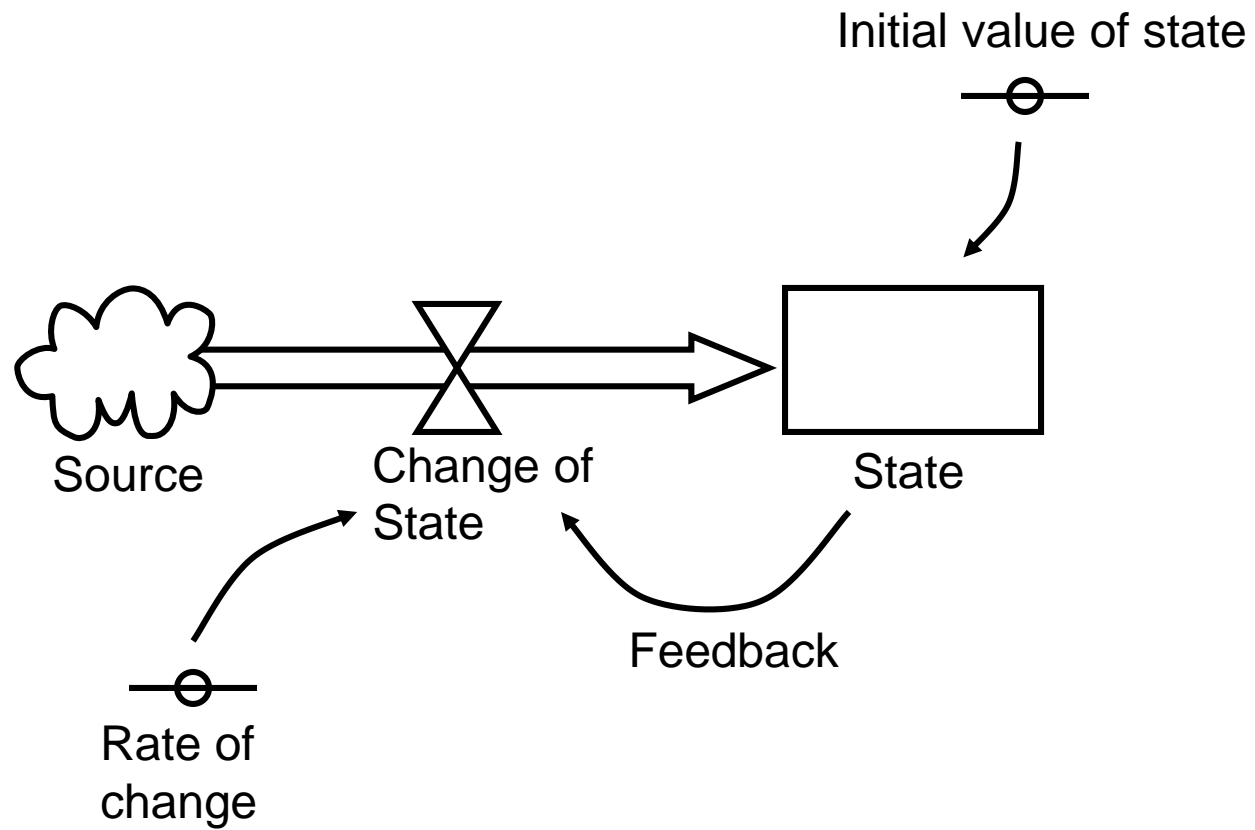 Initial value of state
Source
Change of
State
State
Feedback
Rate of
change